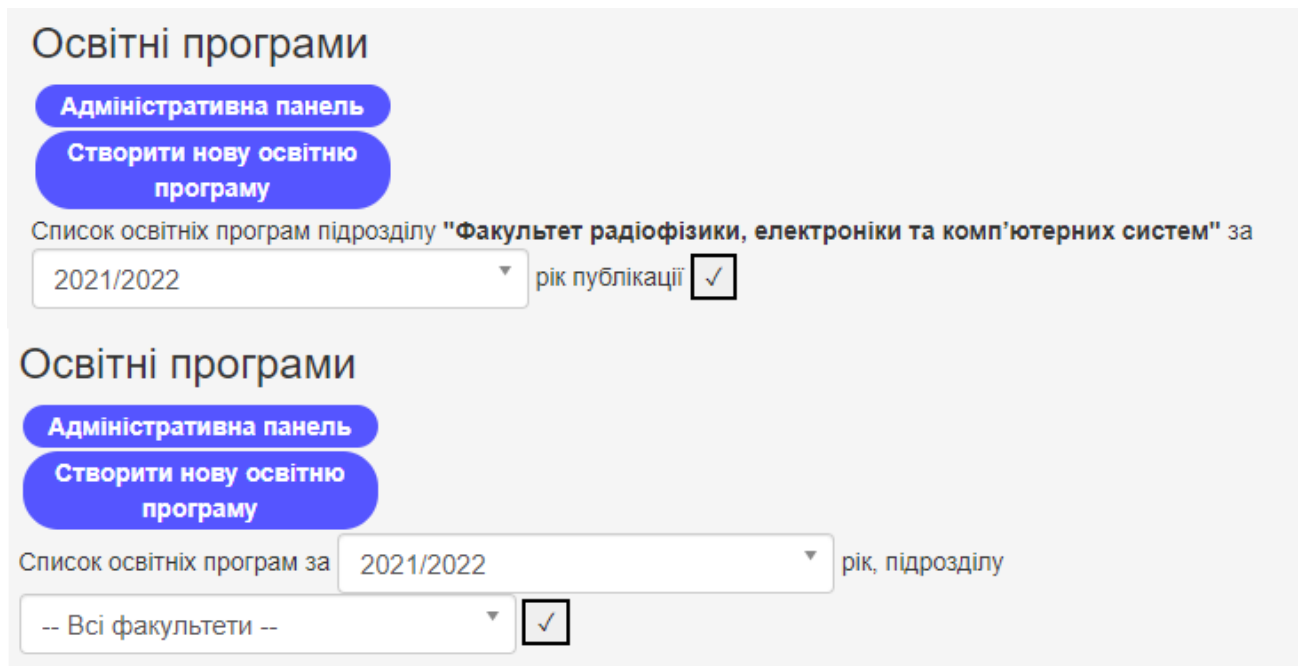 Освітні програми
Адміністративна панель
Створити нову освітню
програму
Список освітніх програм підрозділу "Факультет радіофізики, електроніки та комп’ютерних систем" за
2021/2022 рік публікації ✓
Освітні програми
Адміністративна панель
Створити нову освітню
програму
Список освітніх програм за 2021/2022 рік, підрозділу
-- Всі факультети -- ✓